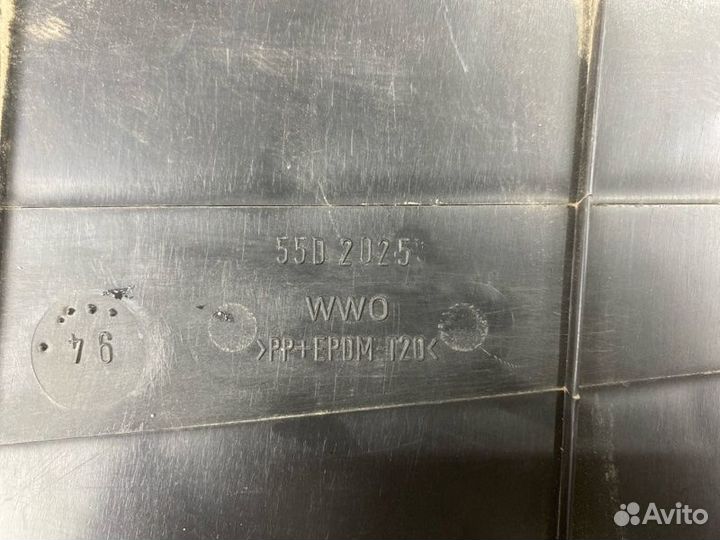 55D 2025
WWO
>PP+EPDM-T20<
94
Avito